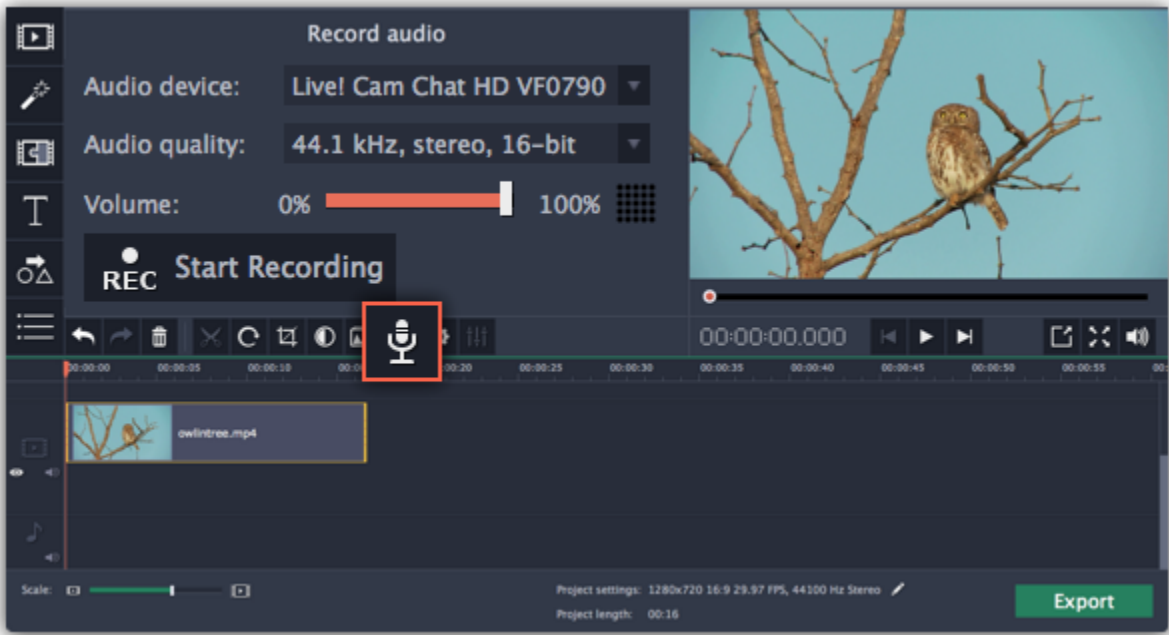 Record audio
Audio device: Live! Cam Chat HD VF0790
Audio quality: 44.1 kHz, stereo, 16-bit
Volume: 0% 100%
REC Start Recording
T
00:00:00.000
00:00:00 00:00:05 00:00:10 00:00:20 00:00:25 00:00:30 00:00:35 00:00:40 00:00:45 00:00:50 00:00:55
owlintree.mp4
Scale:
Project settings: 1280x720 16:9 29.97 FPS, 44100 Hz Stereo
Project length: 00:16
Export